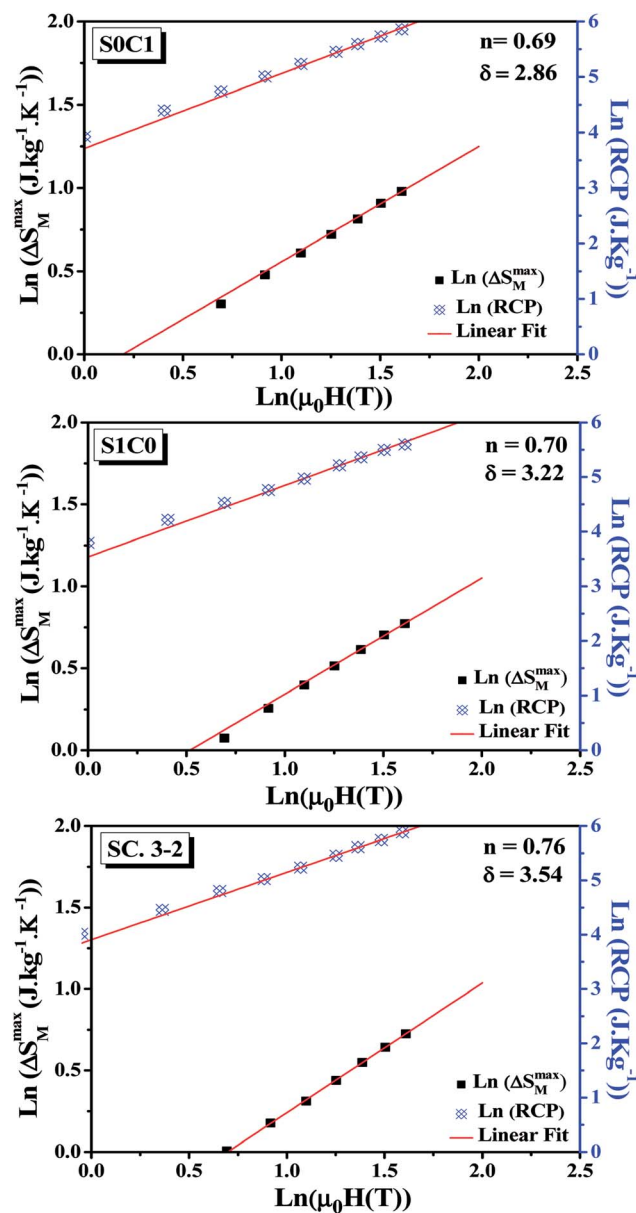 S0C1
n= 0.69
δ = 2.86
Ln (ΔS_M^max (J.kg⁻¹.K⁻¹))
2.0
1.5
1.0
0.5
0.0
6
5
4
3
2
1
0
Ln (RCP (J.Kg⁻¹))
Ln (ΔS_M^max)
Ln (RCP)
Linear Fit
0.0 0.5 1.0 1.5 2.0 2.5
Ln(μ₀H(T))
S1C0
n = 0.70
δ = 3.22
Ln (ΔS_M^max (J.kg⁻¹.K⁻¹))
2.0
1.5
1.0
0.5
0.0
6
5
4
3
2
1
0
Ln (RCP (J.Kg⁻¹))
Ln (ΔS_M^max)
Ln (RCP)
Linear Fit
0.0 0.5 1.0 1.5 2.0 2.5
Ln(μ₀H(T))
SC. 3-2
n = 0.76
δ = 3.54
Ln (ΔS_M^max (J.kg⁻¹.K⁻¹))
2.0
1.5
1.0
0.5
0.0
6
5
4
3
2
1
0
Ln (RCP (J.Kg⁻¹))
Ln (ΔS_M^max)
Ln (RCP)
Linear Fit
0.0 0.5 1.0 1.5 2.0 2.5
Ln(μ₀H(T))